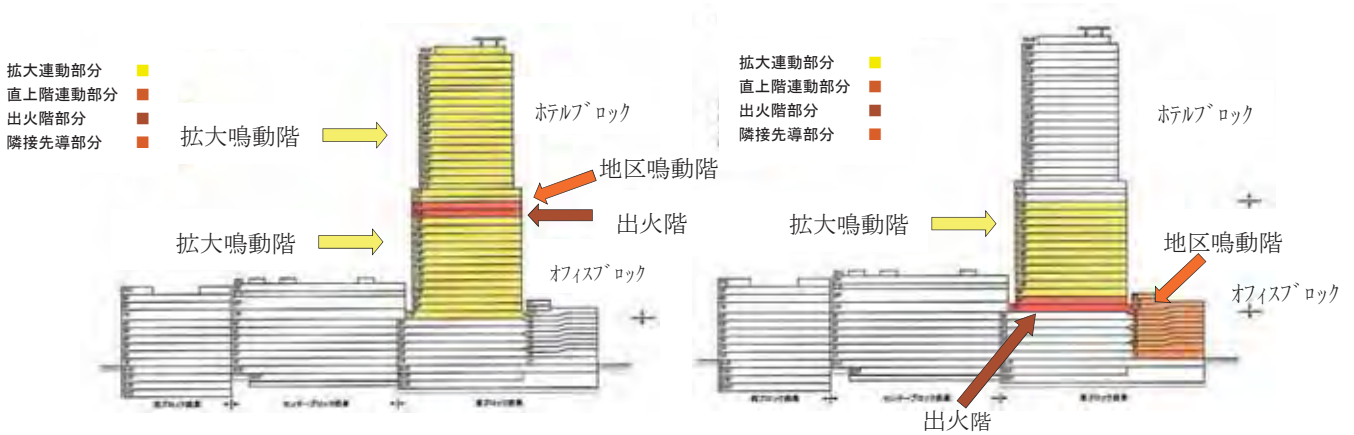 拡大連動部分
直上階連動部分
出火階部分
隣接先導部分
拡大鳴動階
ホテルブロック
地区鳴動階
出火階
拡大鳴動階
オフィスブロック
拡大連動部分
直上階連動部分
出火階部分
隣接先導部分
ホテルブロック
拡大鳴動階
地区鳴動階
オフィスブロック
出火階